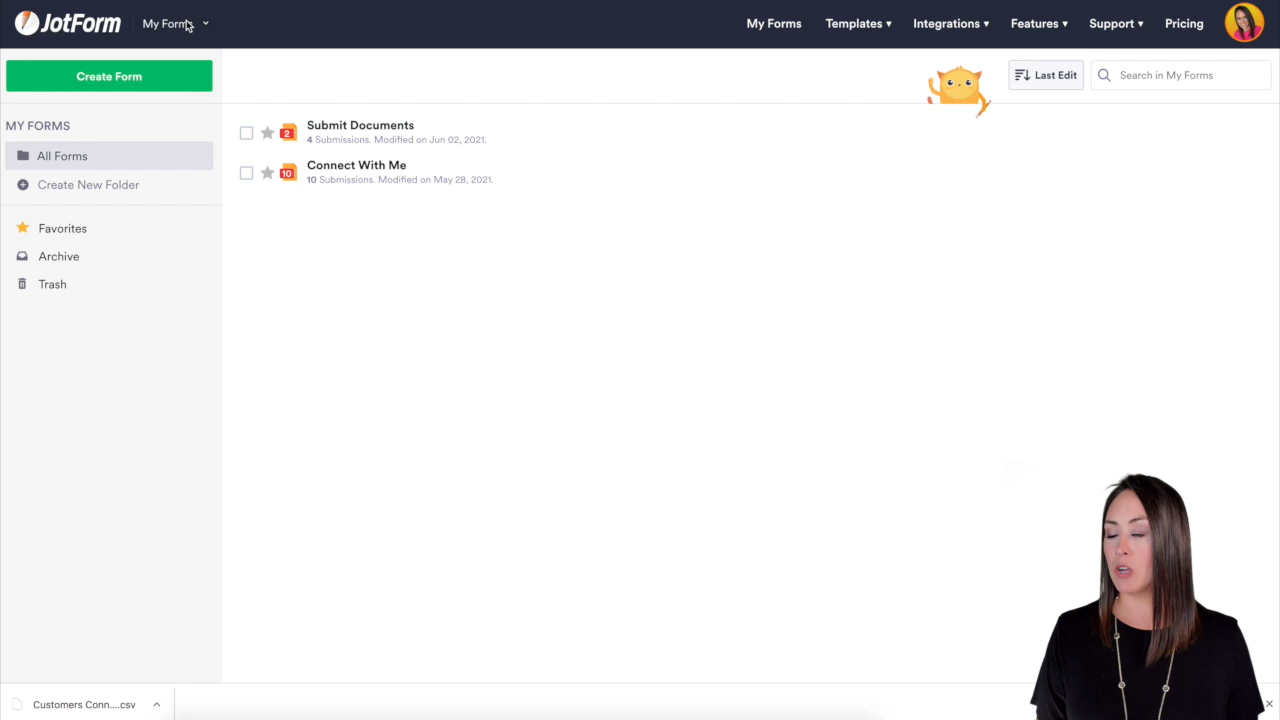 JotForm
My Forms
My Forms
Templates ▾
Integrations ▾
Features ▾
Support ▾
Pricing
Create Form
Last Edit
Search in My Forms
MY FORMS
All Forms
Create New Folder
Favorites
Archive
Trash
2
Submit Documents
4 Submissions. Modified on Jun 02, 2021.
10
Connect With Me
10 Submissions. Modified on May 28, 2021.
Customers Conn....csv